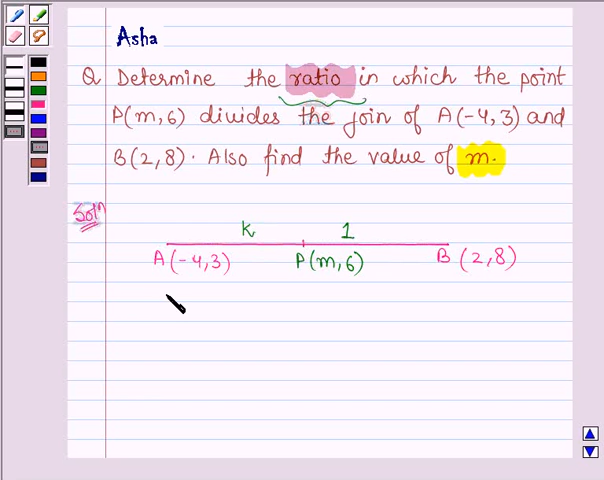 Asha
Q Determine the ratio in which the point
P(m,6) divides the join of A(-4,3) and
B(2,8). Also find the value of m.
Solⁿ
k 1
A(-4,3) P(m,6) B(2,8)